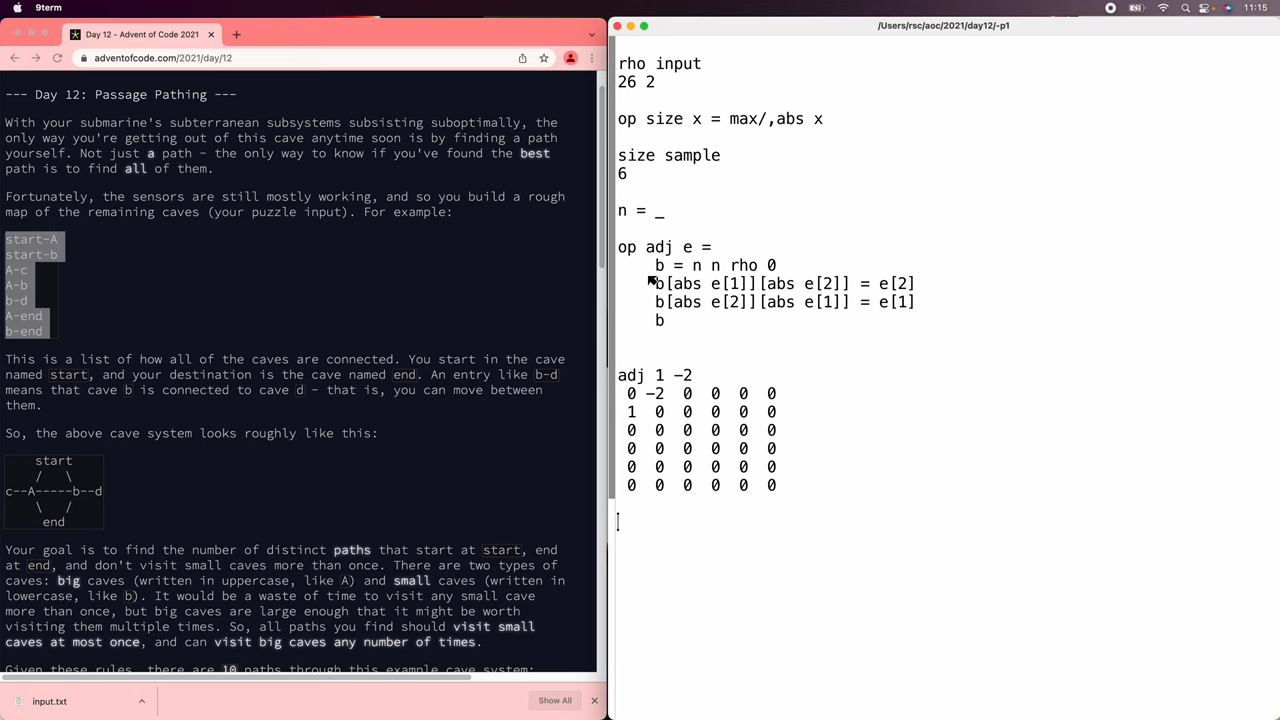 9term
11:15
Day 12 - Advent of Code 2021
adventofcode.com/2021/day/12
--- Day 12: Passage Pathing ---
With your submarine's subterranean subsystems subsisting suboptimally, the
only way you're getting out of this cave anytime soon is by finding a path
yourself. Not just a path - the only way to know if you've found the best
path is to find all of them.
Fortunately, the sensors are still mostly working, and so you build a rough
map of the remaining caves (your puzzle input). For example:
start-A
start-b
A-c
A-b
b-d
A-end
b-end
This is a list of how all of the caves are connected. You start in the cave
named start, and your destination is the cave named end. An entry like b-d
means that cave b is connected to cave d - that is, you can move between
them.
So, the above cave system looks roughly like this:
start
/ \
c--A-----b--d
\ /
end
Your goal is to find the number of distinct paths that start at start, end
at end, and don't visit small caves more than once. There are two types of
caves: big caves (written in uppercase, like A) and small caves (written in
lowercase, like b). It would be a waste of time to visit any small cave
more than once, but big caves are large enough that it might be worth
visiting them multiple times. So, all paths you find should visit small
caves at most once, and can visit big caves any number of times.
Given these rules, there are 10 paths through this example cave system:
input.txt
Show All
/Users/rsc/aoc/2021/day12/-p1
rho input
26 2
op size x = max/,abs x
size sample
6
n = _
op adj e =
b = n n rho 0
b[abs e[1]][abs e[2]] = e[2]
b[abs e[2]][abs e[1]] = e[1]
b
adj 1 -2
0 -2 0 0 0 0
1 0 0 0 0 0
0 0 0 0 0 0
0 0 0 0 0 0
0 0 0 0 0 0
0 0 0 0 0 0